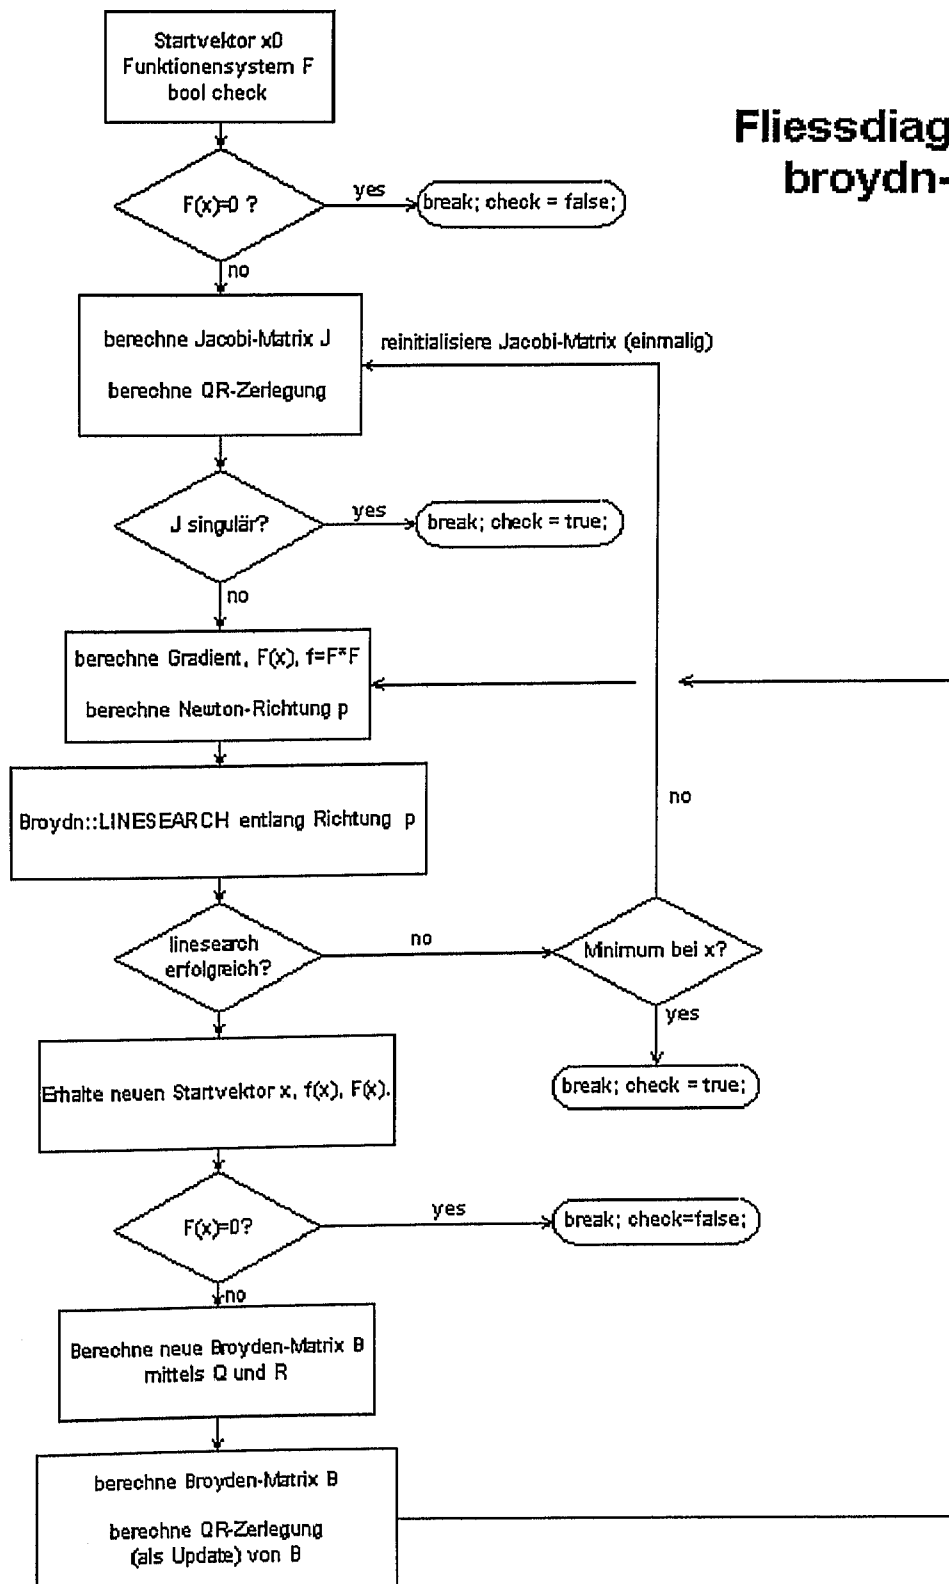 Startvektor x0
Funktionensystem F
bool check
Fliessdiag
broydn-
F(x)=0 ?
yes
break; check = false;
no
berechne Jacobi-Matrix J
berechne QR-Zerlegung
reinitialisiere Jacobi-Matrix (einmalig)
J singulär?
yes
break; check = true;
no
berechne Gradient, F(x), f=F*F
berechne Newton-Richtung p
Broydn::LINESEARCH entlang Richtung p
no
linesearch
erfolgreich?
no
Minimum bei x?
yes
break; check = true;
Erhalte neuen Startvektor x, f(x), F(x).
F(x)=0?
yes
break; check=false;
no
Berechne neue Broyden-Matrix B
mittels Q und R
berechne Broyden-Matrix B
berechne QR-Zerlegung
(als Update) von B